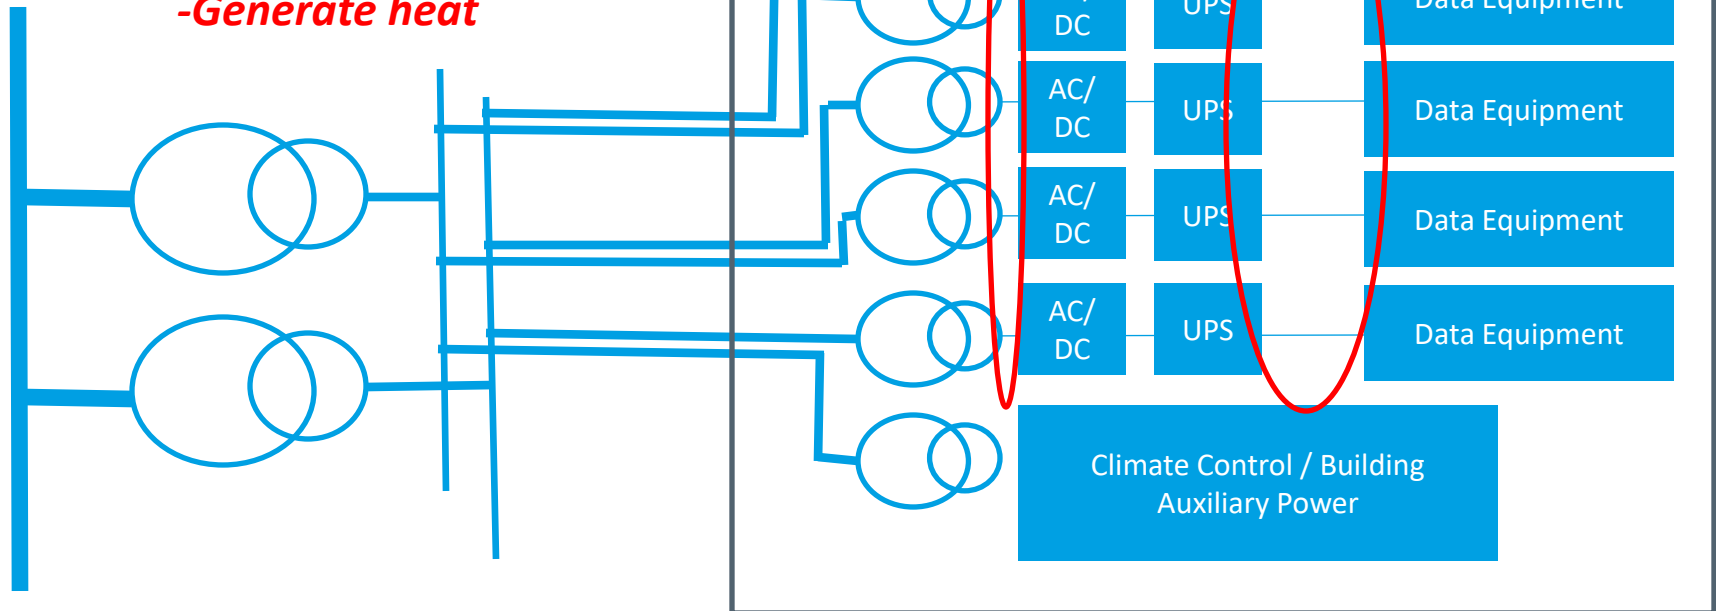 -Generate heat
DC
UPS
Data Equipment
AC/
DC
UPS
Data Equipment
AC/
DC
UPS
Data Equipment
AC/
DC
UPS
Data Equipment
Climate Control / Building
Auxiliary Power